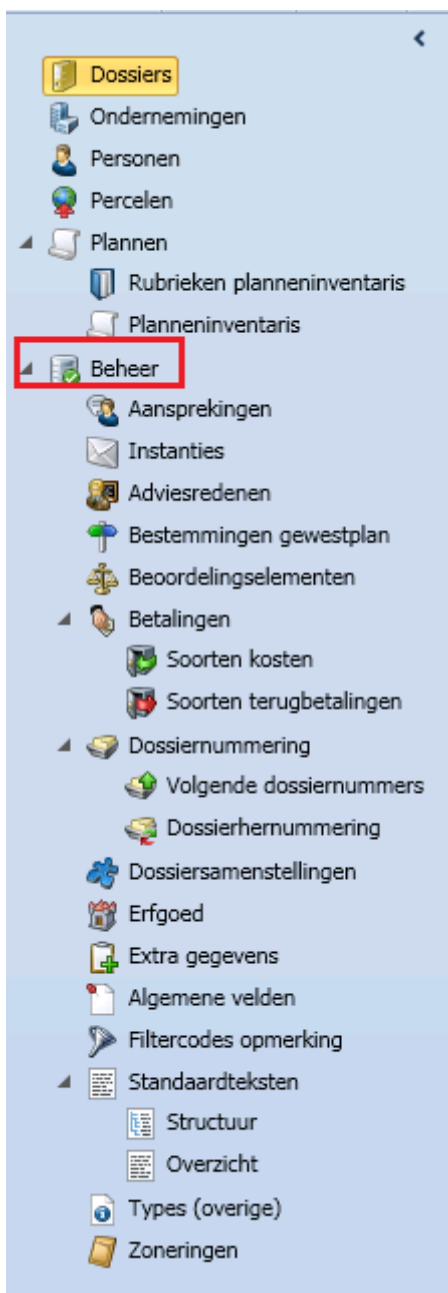 Dossiers
Ondernemingen
Personen
Percelen
Plannen
Rubrieken planneninventaris
Planneninventaris
Beheer
Aansprekingen
Instanties
Adviesredenen
Bestemmingen gewestplan
Beoordelingselementen
Betalingen
Soorten kosten
Soorten terugbetalingen
Dossiernummering
Volgende dossiernummers
Dossierhernummering
Dossiersamenstellingen
Erfgoed
Extra gegevens
Algemene velden
Filtercodes opmerking
Standaardteksten
Structuur
Overzicht
Types (overige)
Zoneringen